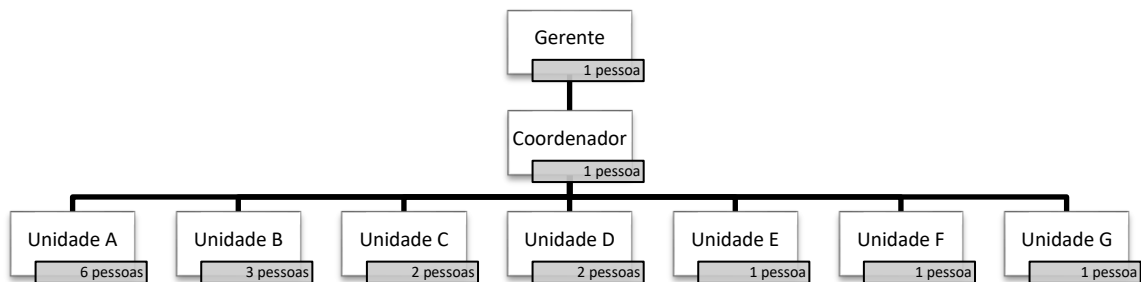 Gerente
1 pessoa
Coordenador
1 pessoa
Unidade A
6 pessoas
Unidade B
3 pessoas
Unidade C
2 pessoas
Unidade D
2 pessoas
Unidade E
1 pessoa
Unidade F
1 pessoa
Unidade G
1 pessoa